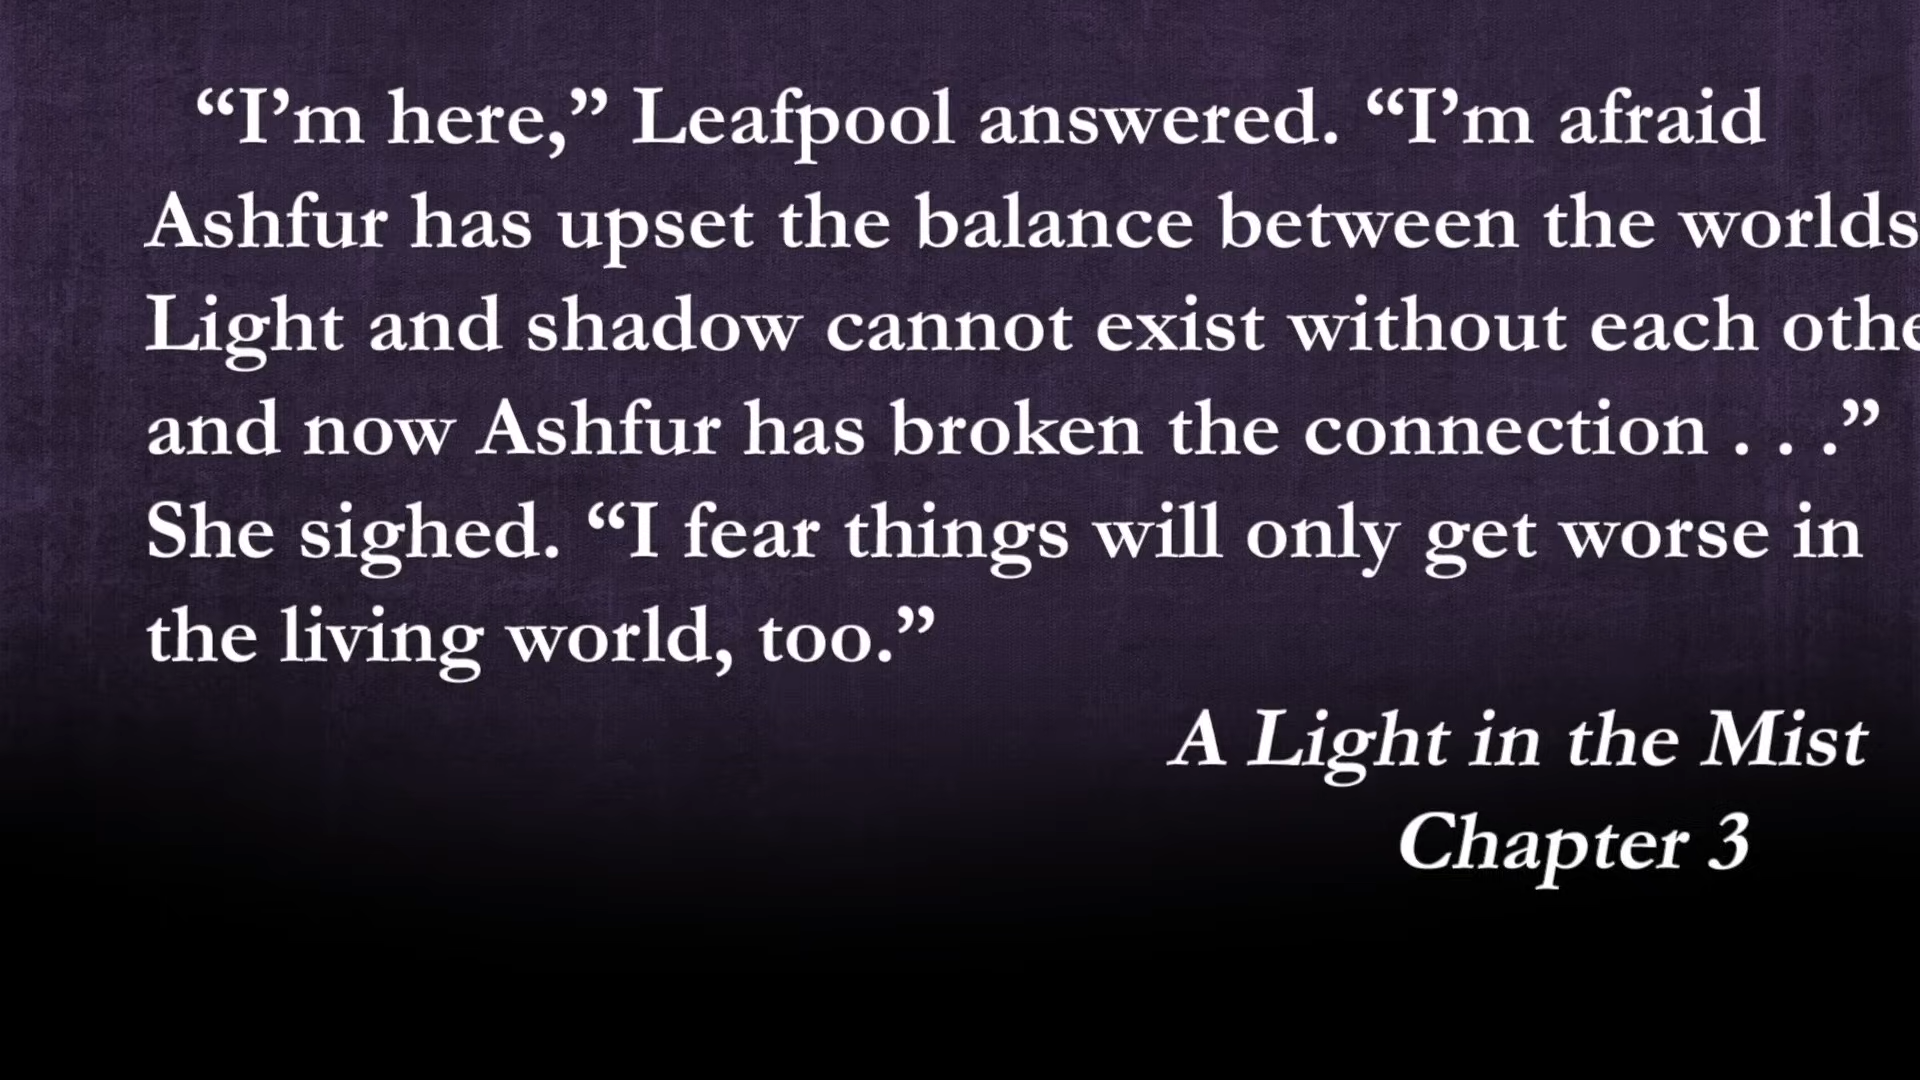 “I’m here,” Leafpool answered. “I’m afraid
Ashfur has upset the balance between the worlds
Light and shadow cannot exist without each
and now Ashfur has broken the connection . . .”
She sighed. “I fear things will only get worse in
the living world, too.”
A Light in the Mist
Chapter 3